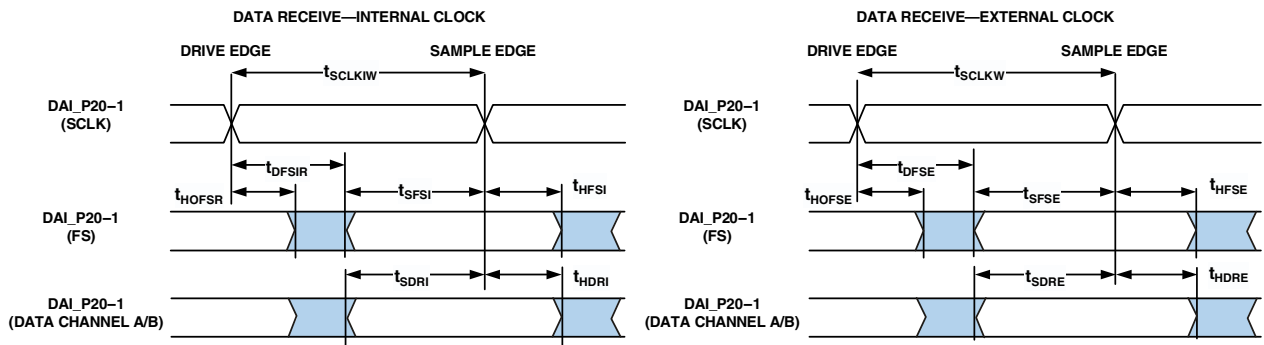 DATA RECEIVE—INTERNAL CLOCK
DRIVE EDGE
SAMPLE EDGE
tSCLKIW
DAI_P20–1
(SCLK)
tDFSIR
tHOFSR
tSFSI
tHFSI
DAI_P20–1
(FS)
tSDRI
tHDRI
DAI_P20–1
(DATA CHANNEL A/B)
DATA RECEIVE—EXTERNAL CLOCK
DRIVE EDGE
SAMPLE EDGE
tSCLKW
DAI_P20–1
(SCLK)
tDFSE
tHOFSE
tSFSE
tHFSE
DAI_P20–1
(FS)
tSDRE
tHDRE
DAI_P20–1
(DATA CHANNEL A/B)